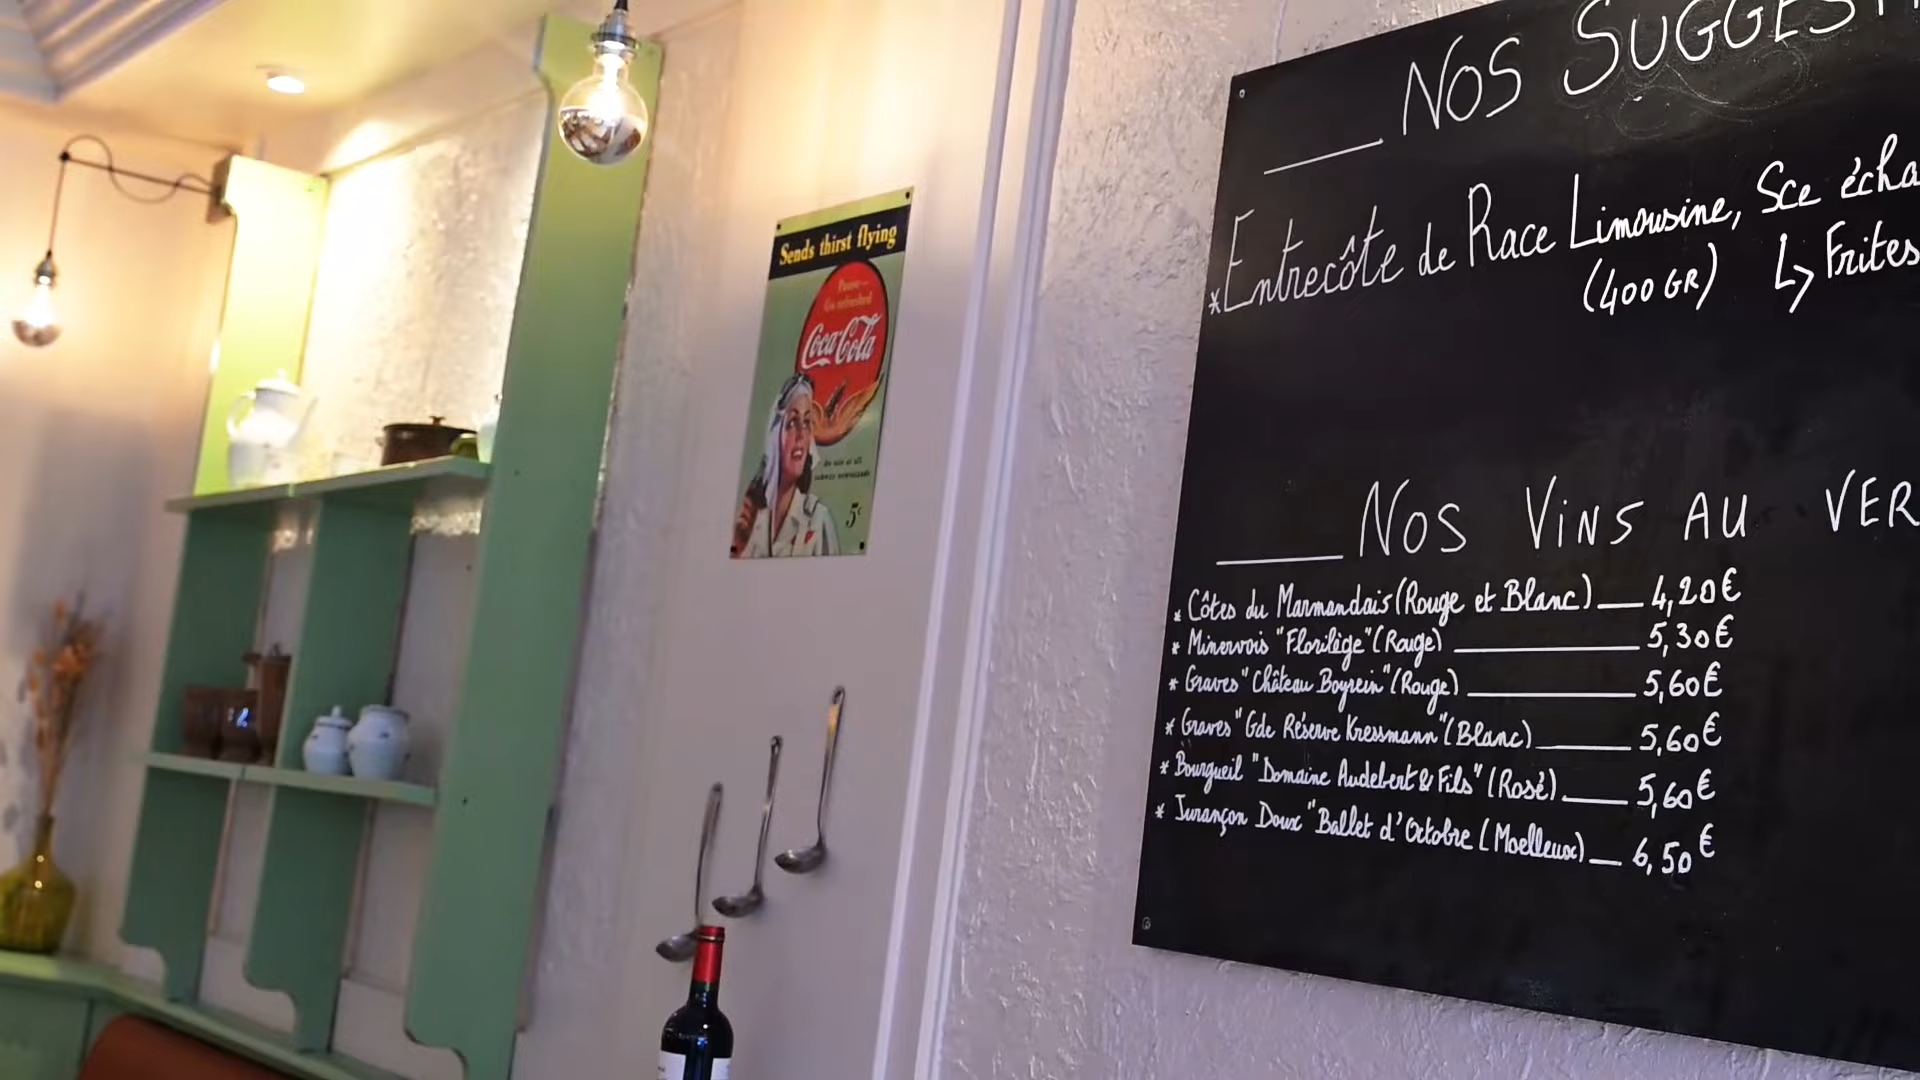 Sends thirst flying
Pause—
Go refreshed
Coca-Cola
5¢
NOS SUGGEST
*Entrecôte de Race Limousine, Sce écha
(400 GR) ↳ Frites
NOS VINS AU VER
* Côtes du Marmandais (Rouge et Blanc) 4,20€
* Minervois "Florilège" (Rouge) 5,30€
* Graves "Château Boyrein" (Rouge) 5,60€
* Graves "Gde Réserve Kressmann" (Blanc) 5,60€
* Bourgueil "Domaine Audebert & Fils" (Rosé) 5,60€
* Jurançon Doux "Ballet d'Octobre (Moelleux) 6,50€